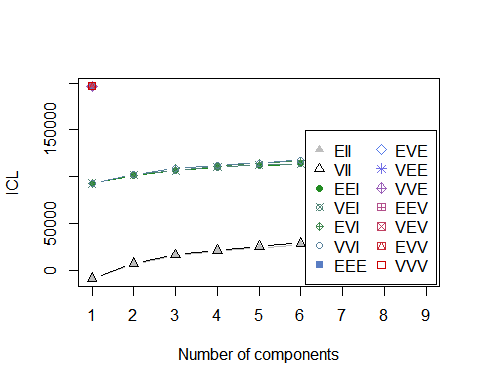 150000
50000
0
ICL
EII
VII
EEI
VEI
EVI
VVI
EEE
EVE
VEE
VVE
EEV
VEV
EVV
VVV
1 2 3 4 5 6 7 8 9
Number of components